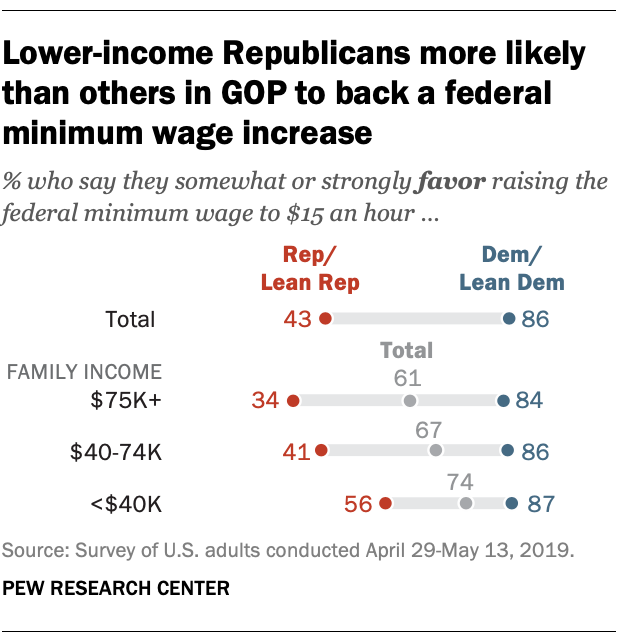 Lower-income Republicans more likely
than others in GOP to back a federal
minimum wage increase
% who say they somewhat or strongly favor raising the
federal minimum wage to $15 an hour ...
Rep/ Dem/
Lean Rep Lean Dem
Total 43 86
Total
FAMILY INCOME 61
$75K+ 34 84
67
$40-74K 41 86
74
<$40K 56 87
Source: Survey of U.S. adults conducted April 29-May 13, 2019.
PEW RESEARCH CENTER